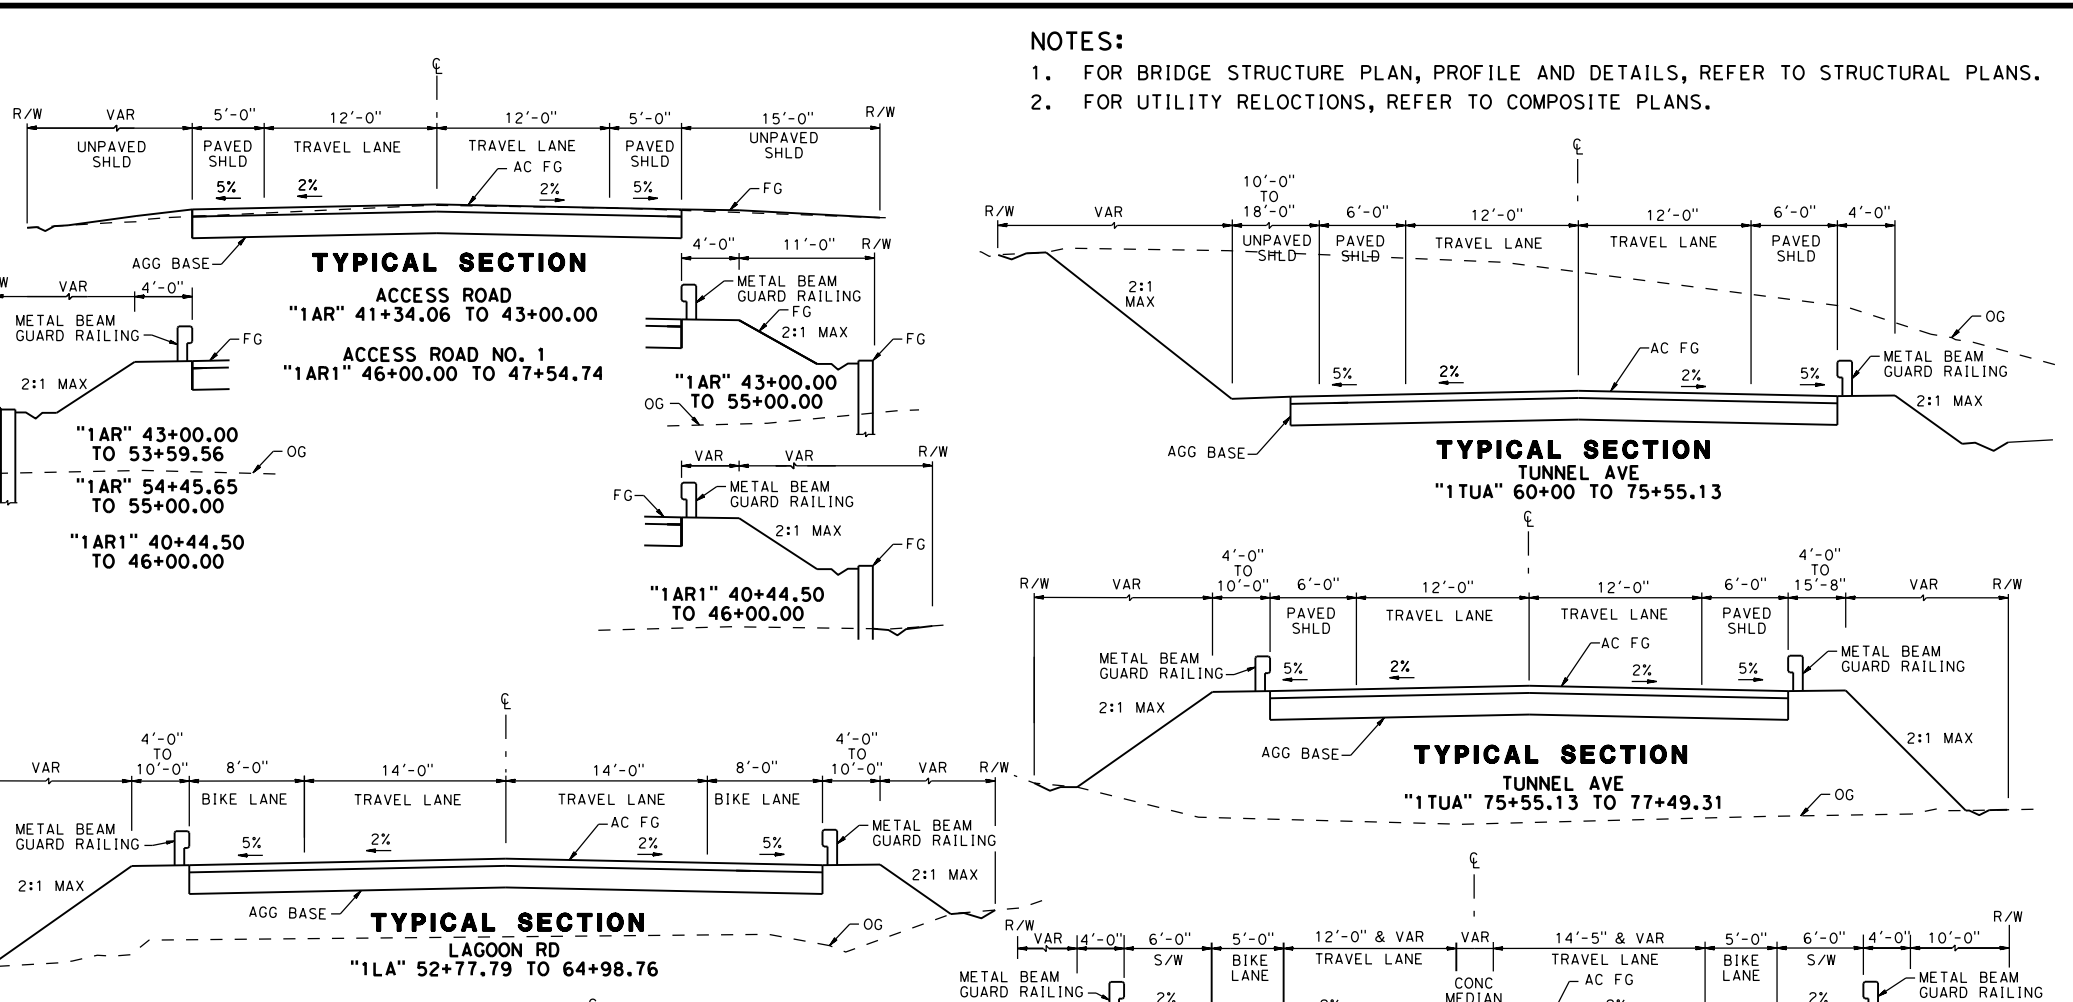 NOTES:
1. FOR BRIDGE STRUCTURE PLAN, PROFILE AND DETAILS, REFER TO STRUCTURAL PLANS.
2. FOR UTILITY RELOCTIONS, REFER TO COMPOSITE PLANS.
℄
R/W VAR 5'-0" 12'-0" 12'-0" 5'-0" 15'-0" R/W
UNPAVED SHLD
PAVED SHLD
TRAVEL LANE
TRAVEL LANE
PAVED SHLD
UNPAVED SHLD
AC FG
5% 2% 2% 5%
FG
AGG BASE
TYPICAL SECTION
ACCESS ROAD
"1AR" 41+34.06 TO 43+00.00
ACCESS ROAD NO. 1
"1AR1" 46+00.00 TO 47+54.74
W VAR 4'-0"
METAL BEAM
GUARD RAILING
FG
2:1 MAX
"1AR" 43+00.00
TO 53+59.56
OG
"1AR" 54+45.65
TO 55+00.00
"1AR1" 40+44.50
TO 46+00.00
4'-0" 11'-0" R/W
METAL BEAM
GUARD RAILING
FG
2:1 MAX
FG
"1AR" 43+00.00
TO 55+00.00
OG
VAR VAR R/W
METAL BEAM
GUARD RAILING
FG
2:1 MAX
FG
"1AR1" 40+44.50
TO 46+00.00
℄
10'-0"
TO
R/W VAR 18'-0" 6'-0" 12'-0" 12'-0" 6'-0" 4'-0"
UNPAVED SHLD
PAVED SHLD
TRAVEL LANE
TRAVEL LANE
PAVED SHLD
2:1
MAX
OG
AC FG
METAL BEAM
GUARD RAILING
5% 2% 2% 5%
2:1 MAX
AGG BASE
TYPICAL SECTION
TUNNEL AVE
"1TUA" 60+00 TO 75+55.13
℄
4'-0" 4'-0"
TO TO
R/W VAR 10'-0" 6'-0" 12'-0" 12'-0" 6'-0" 15'-8" VAR R/W
PAVED SHLD
TRAVEL LANE
TRAVEL LANE
PAVED SHLD
AC FG
METAL BEAM
GUARD RAILING
METAL BEAM
GUARD RAILING
5% 2% 2% 5%
2:1 MAX
2:1 MAX
AGG BASE
TYPICAL SECTION
TUNNEL AVE
"1TUA" 75+55.13 TO 77+49.31
OG
℄
4'-0" 4'-0"
TO TO
VAR 10'-0" 8'-0" 14'-0" 14'-0" 8'-0" 10'-0" VAR R/W
BIKE LANE TRAVEL LANE TRAVEL LANE BIKE LANE
AC FG
METAL BEAM
GUARD RAILING
METAL BEAM
GUARD RAILING
5% 2% 2% 5%
2:1 MAX
2:1 MAX
AGG BASE
TYPICAL SECTION
OG
LAGOON RD
"1LA" 52+77.79 TO 64+98.76
℄
R/W R/W
VAR 4'-0" 6'-0" 5'-0" 12'-0" & VAR VAR 14'-5" & VAR 5'-0" 6'-0" 4'-0" 10'-0"
S/W
BIKE LANE
TRAVEL LANE
CONC MEDIAN
TRAVEL LANE
BIKE LANE
S/W
AC FG
METAL BEAM
GUARD RAILING
METAL BEAM
GUARD RAILING
2% 2%